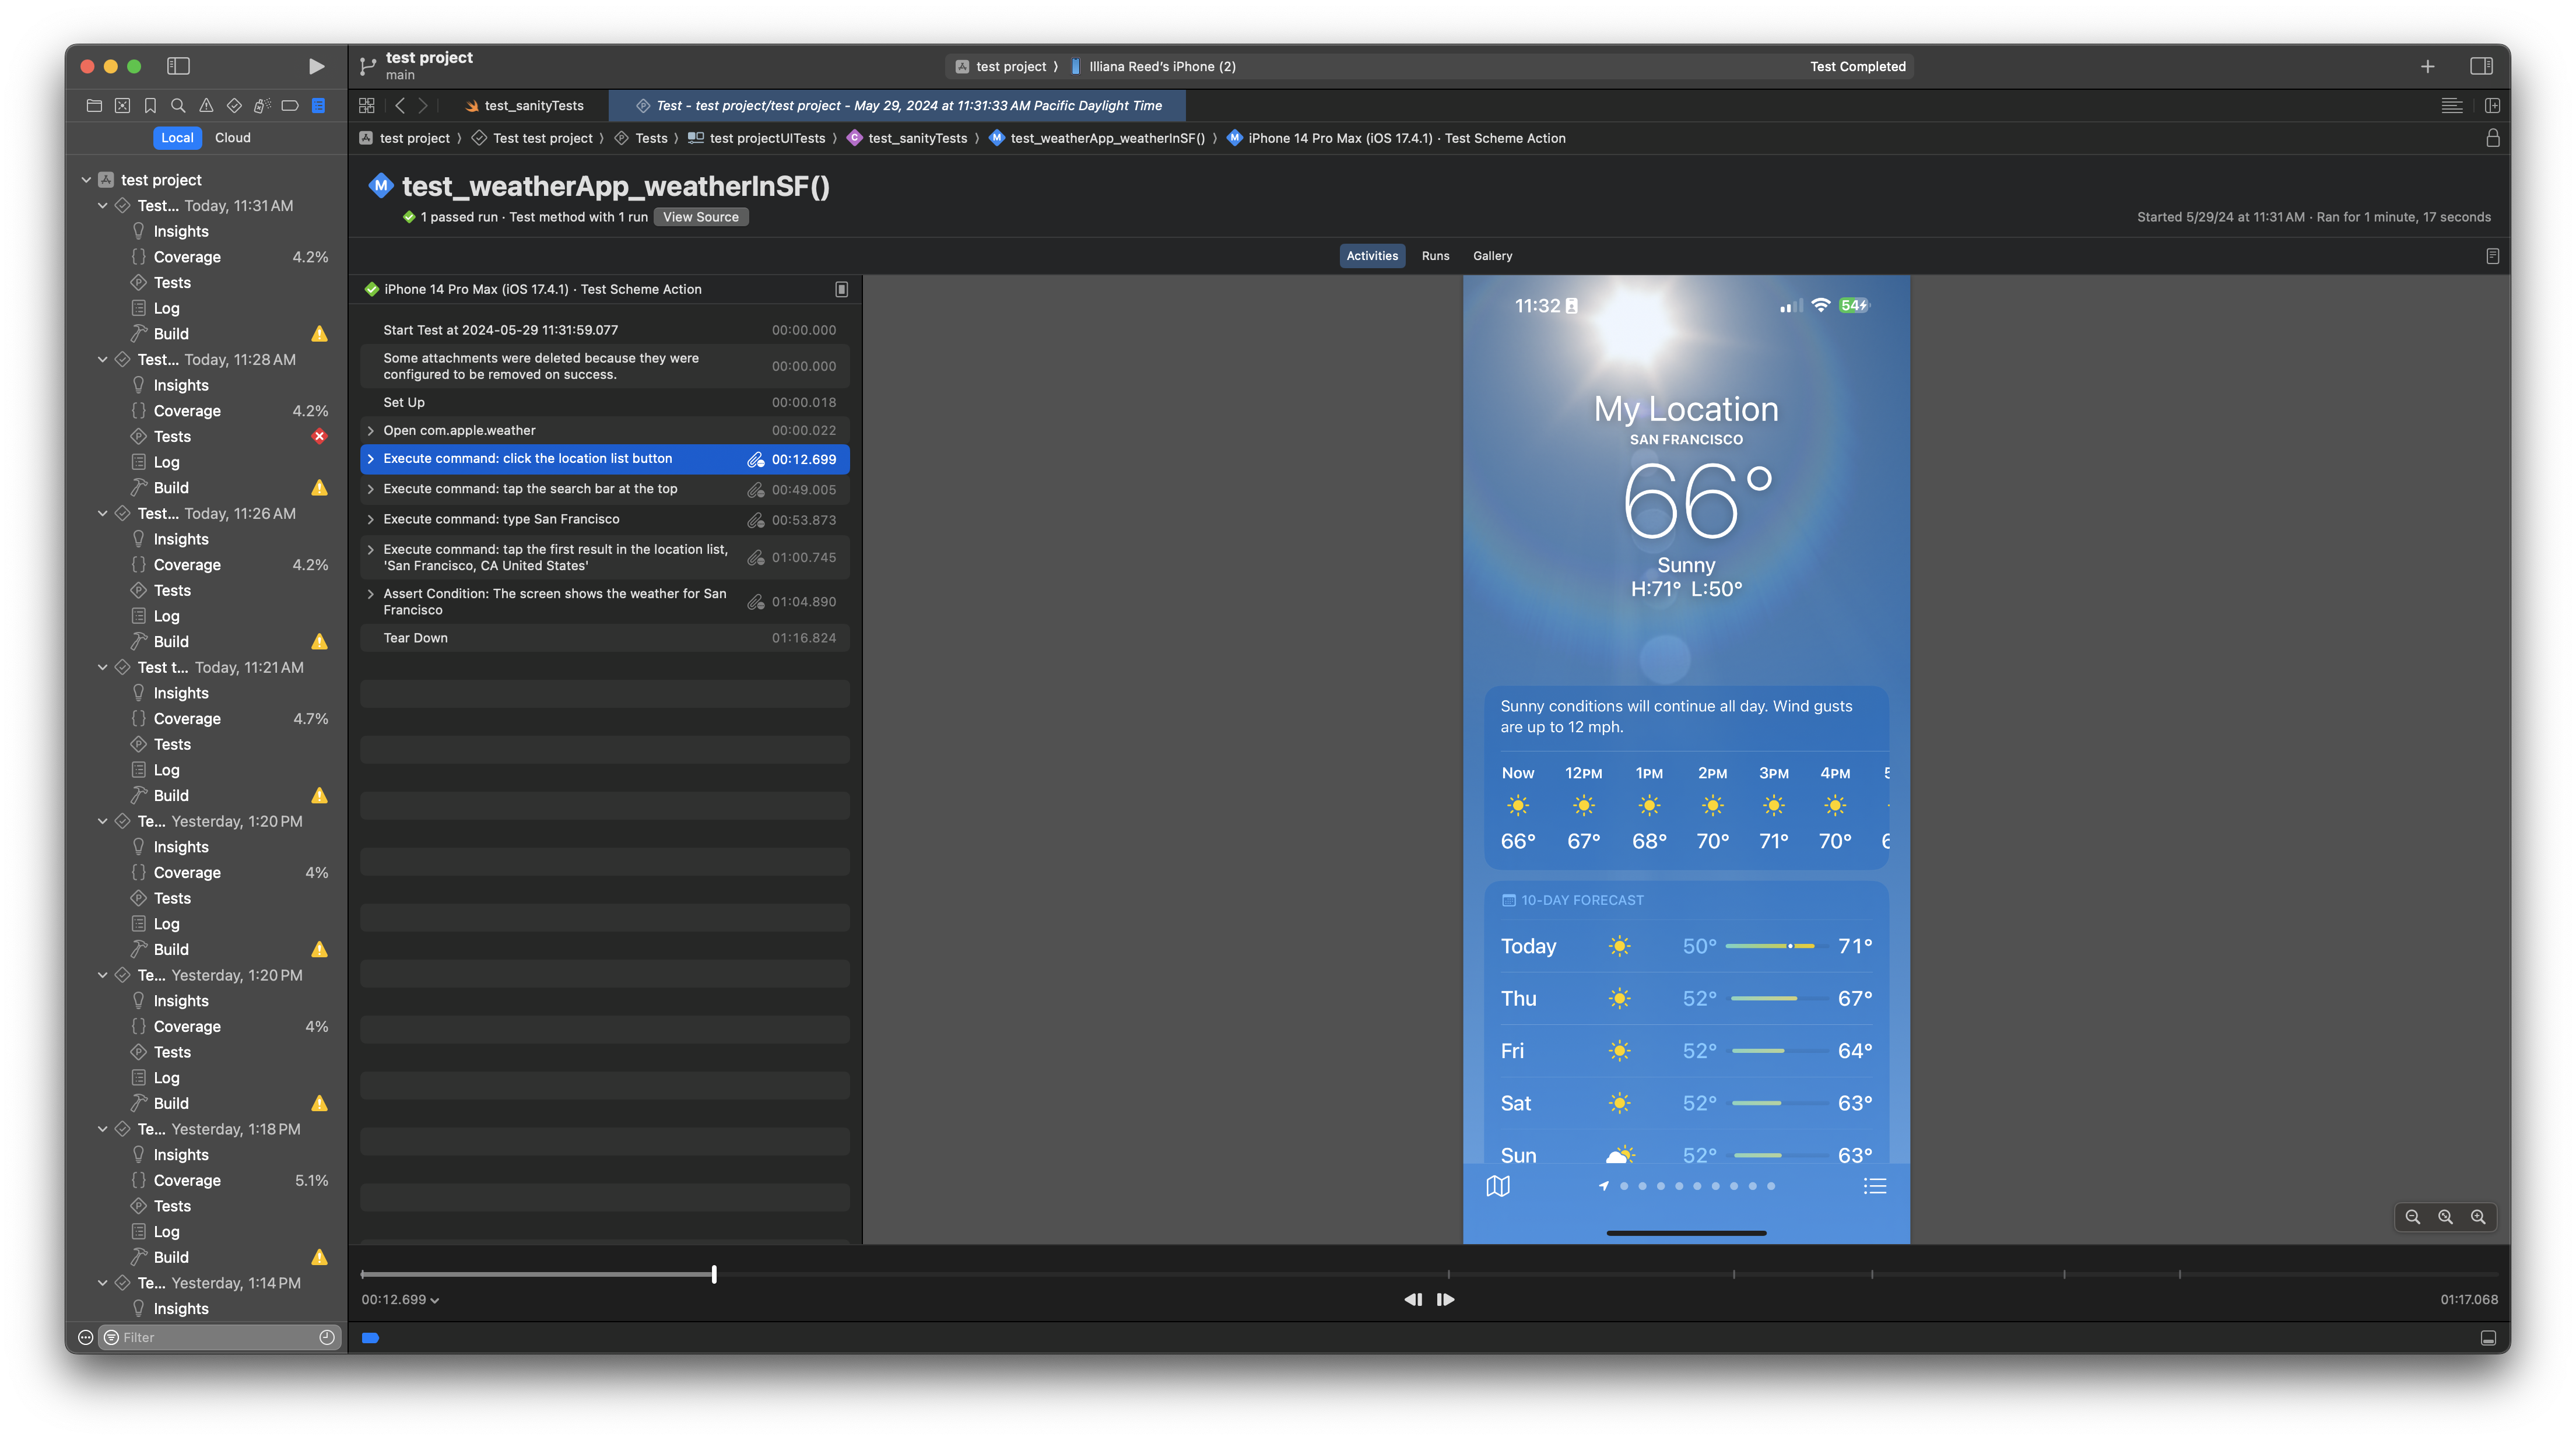 test project
main
test project
Illiana Reed's iPhone (2)
Test Completed
test_sanityTests
Test - test project/test project - May 29, 2024 at 11:31:33 AM Pacific Daylight Time
Local
Cloud
test project
Test test project
Tests
test projectUITests
test_sanityTests
test_weatherApp_weatherInSF()
iPhone 14 Pro Max (iOS 17.4.1) · Test Scheme Action
test project
Test... Today, 11:31 AM
Insights
Coverage 4.2%
Tests
Log
Build
Test... Today, 11:28 AM
Insights
Coverage 4.2%
Tests
Log
Build
Test... Today, 11:26 AM
Insights
Coverage 4.2%
Tests
Log
Build
Test t... Today, 11:21 AM
Insights
Coverage 4.7%
Tests
Log
Build
Te... Yesterday, 1:20 PM
Insights
Coverage 4%
Tests
Log
Build
Te... Yesterday, 1:20 PM
Insights
Coverage 4%
Tests
Log
Build
Te... Yesterday, 1:18 PM
Insights
Coverage 5.1%
Tests
Log
Build
Te... Yesterday, 1:14 PM
Insights
Filter
test_weatherApp_weatherInSF()
1 passed run · Test method with 1 run View Source
Started 5/29/24 at 11:31 AM · Ran for 1 minute, 17 seconds
Activities Runs Gallery
iPhone 14 Pro Max (iOS 17.4.1) · Test Scheme Action
Start Test at 2024-05-29 11:31:59.077 00:00.000
Some attachments were deleted because they were
configured to be removed on success.
00:00.000
Set Up 00:00.018
Open com.apple.weather 00:00.022
Execute command: click the location list button 00:12.699
Execute command: tap the search bar at the top 00:49.005
Execute command: type San Francisco 00:53.873
Execute command: tap the first result in the location list,
'San Francisco, CA United States'
01:00.745
Assert Condition: The screen shows the weather for San
Francisco
01:04.890
Tear Down 01:16.824
11:32
54
My Location
SAN FRANCISCO
66°
Sunny
H:71° L:50°
Sunny conditions will continue all day. Wind gusts
are up to 12 mph.
Now 12PM 1PM 2PM 3PM 4PM 5
66° 67° 68° 70° 71° 70° 6
10-DAY FORECAST
Today 50° 71°
Thu 52° 67°
Fri 52° 64°
Sat 52° 63°
Sun 52° 63°
00:12.699
01:17.068